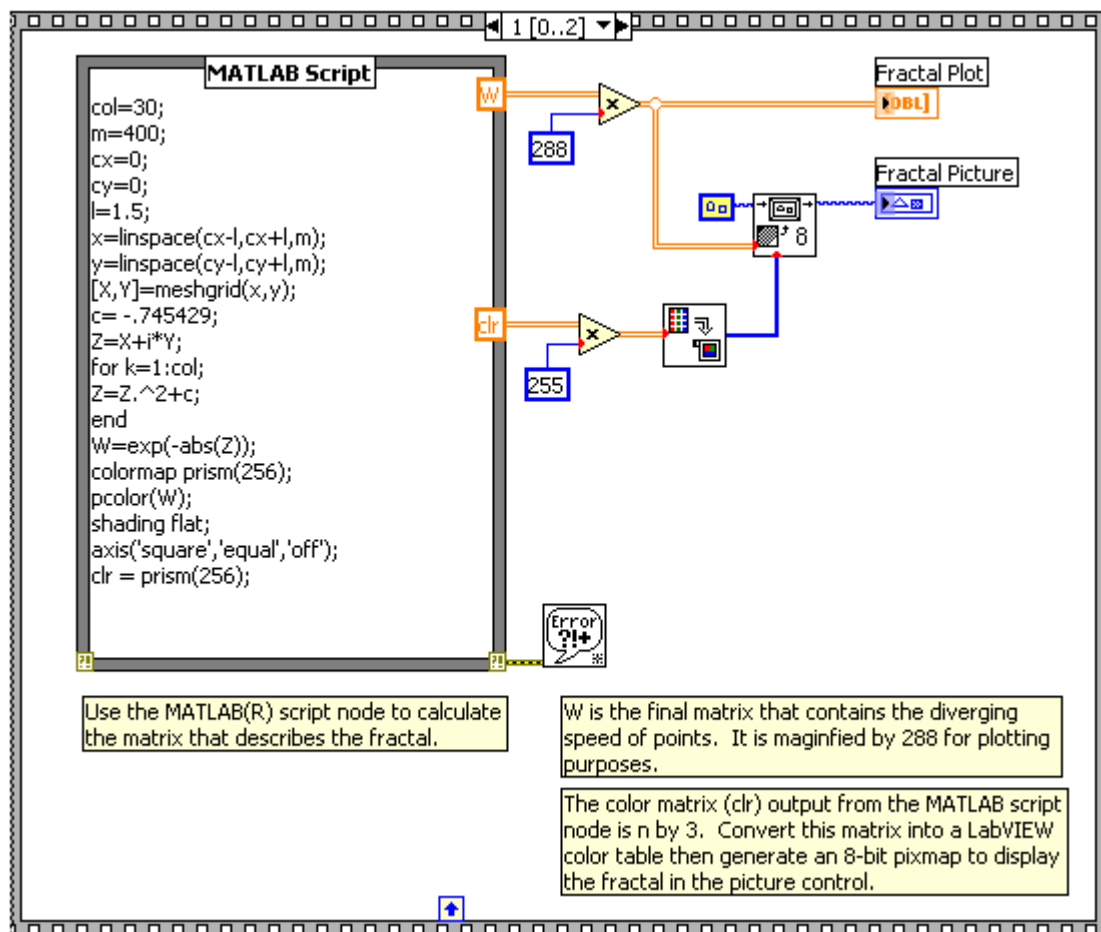 1 [0..2]
MATLAB Script
col=30;
m=400;
cx=0;
cy=0;
l=1.5;
x=linspace(cx-l,cx+l,m);
y=linspace(cy-l,cy+l,m);
[X,Y]=meshgrid(x,y);
c= -.745429;
Z=X+i*Y;
for k=1:col;
Z=Z.^2+c;
end
W=exp(-abs(Z));
colormap prism(256);
pcolor(W);
shading flat;
axis('square','equal','off');
clr = prism(256);
W
clr
x
288
x
255
Fractal Plot
DBL]
Fractal Picture
8
Error
?!+
Use the MATLAB(R) script node to calculate
the matrix that describes the fractal.
W is the final matrix that contains the diverging
speed of points.  It is maginfied by 288 for plotting
purposes.
The color matrix (clr) output from the MATLAB script
node is n by 3.  Convert this matrix into a LabVIEW
color table then generate an 8-bit pixmap to display
the fractal in the picture control.